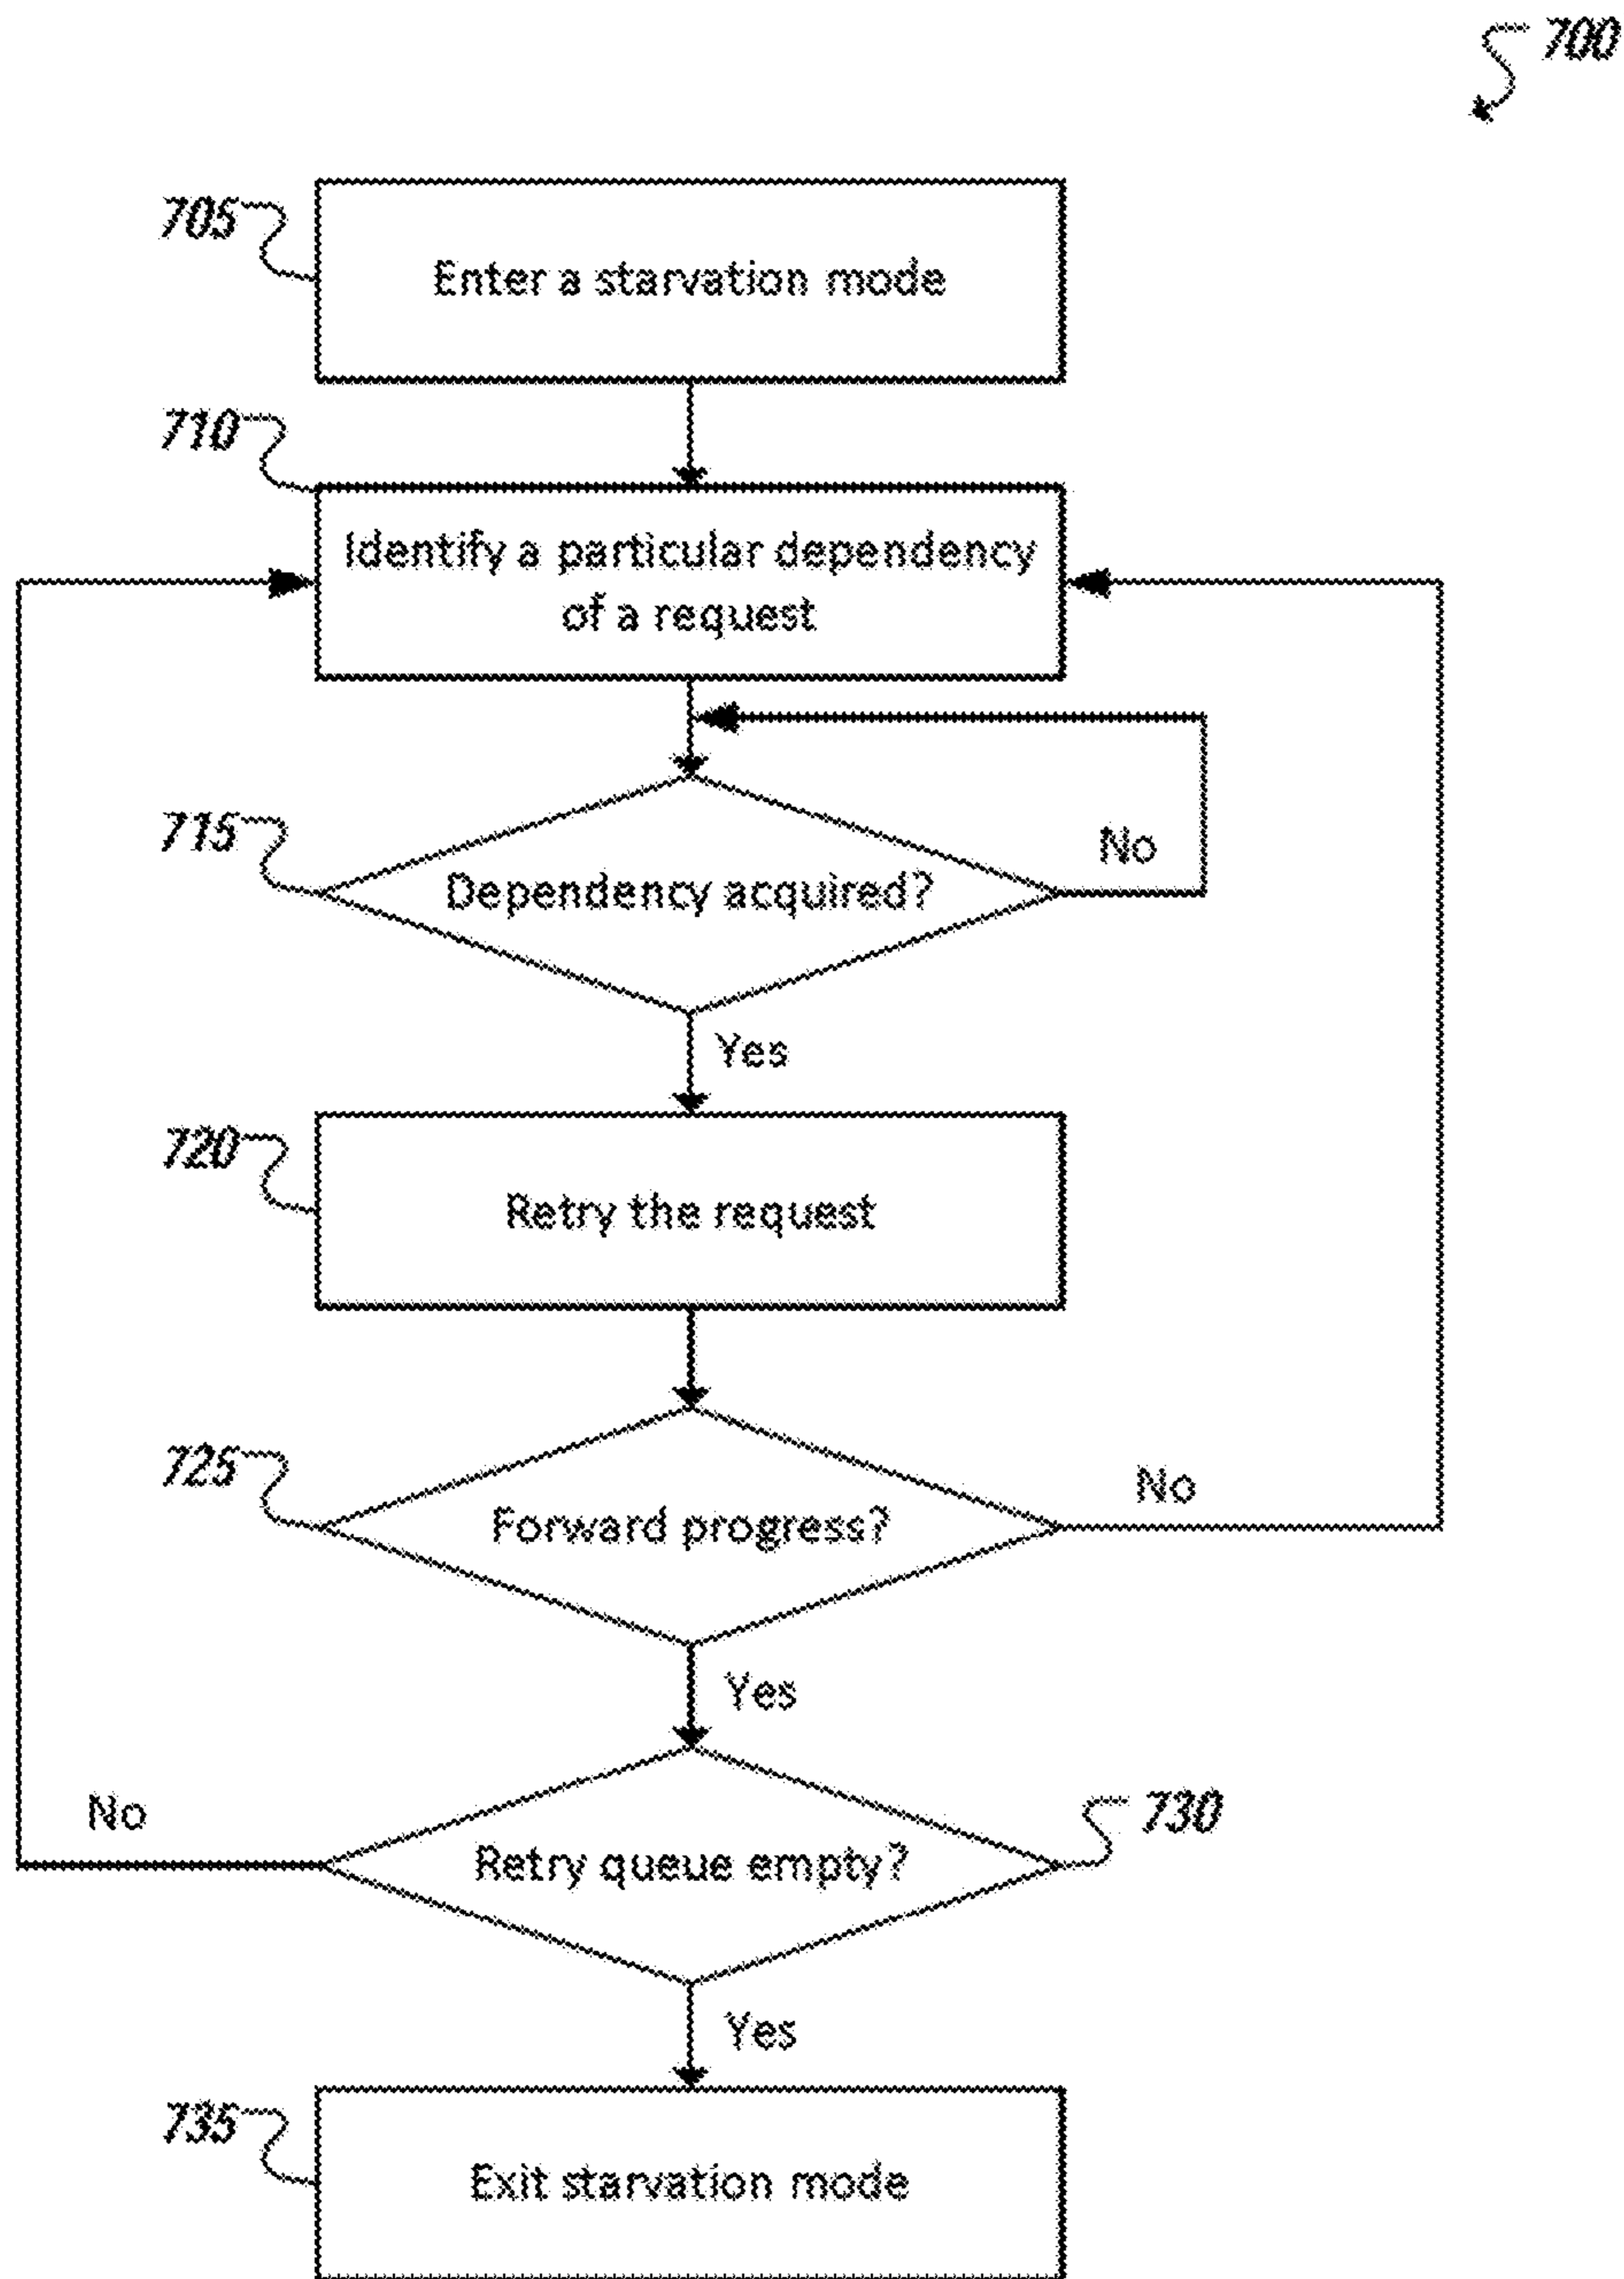 700
705
Enter a starvation mode
710
Identify a particular dependency
of a request
715
Dependency acquired?
No
Yes
720
Retry the request
725
Forward progress?
No
Yes
No
Retry queue empty?
730
Yes
735
Exit starvation mode